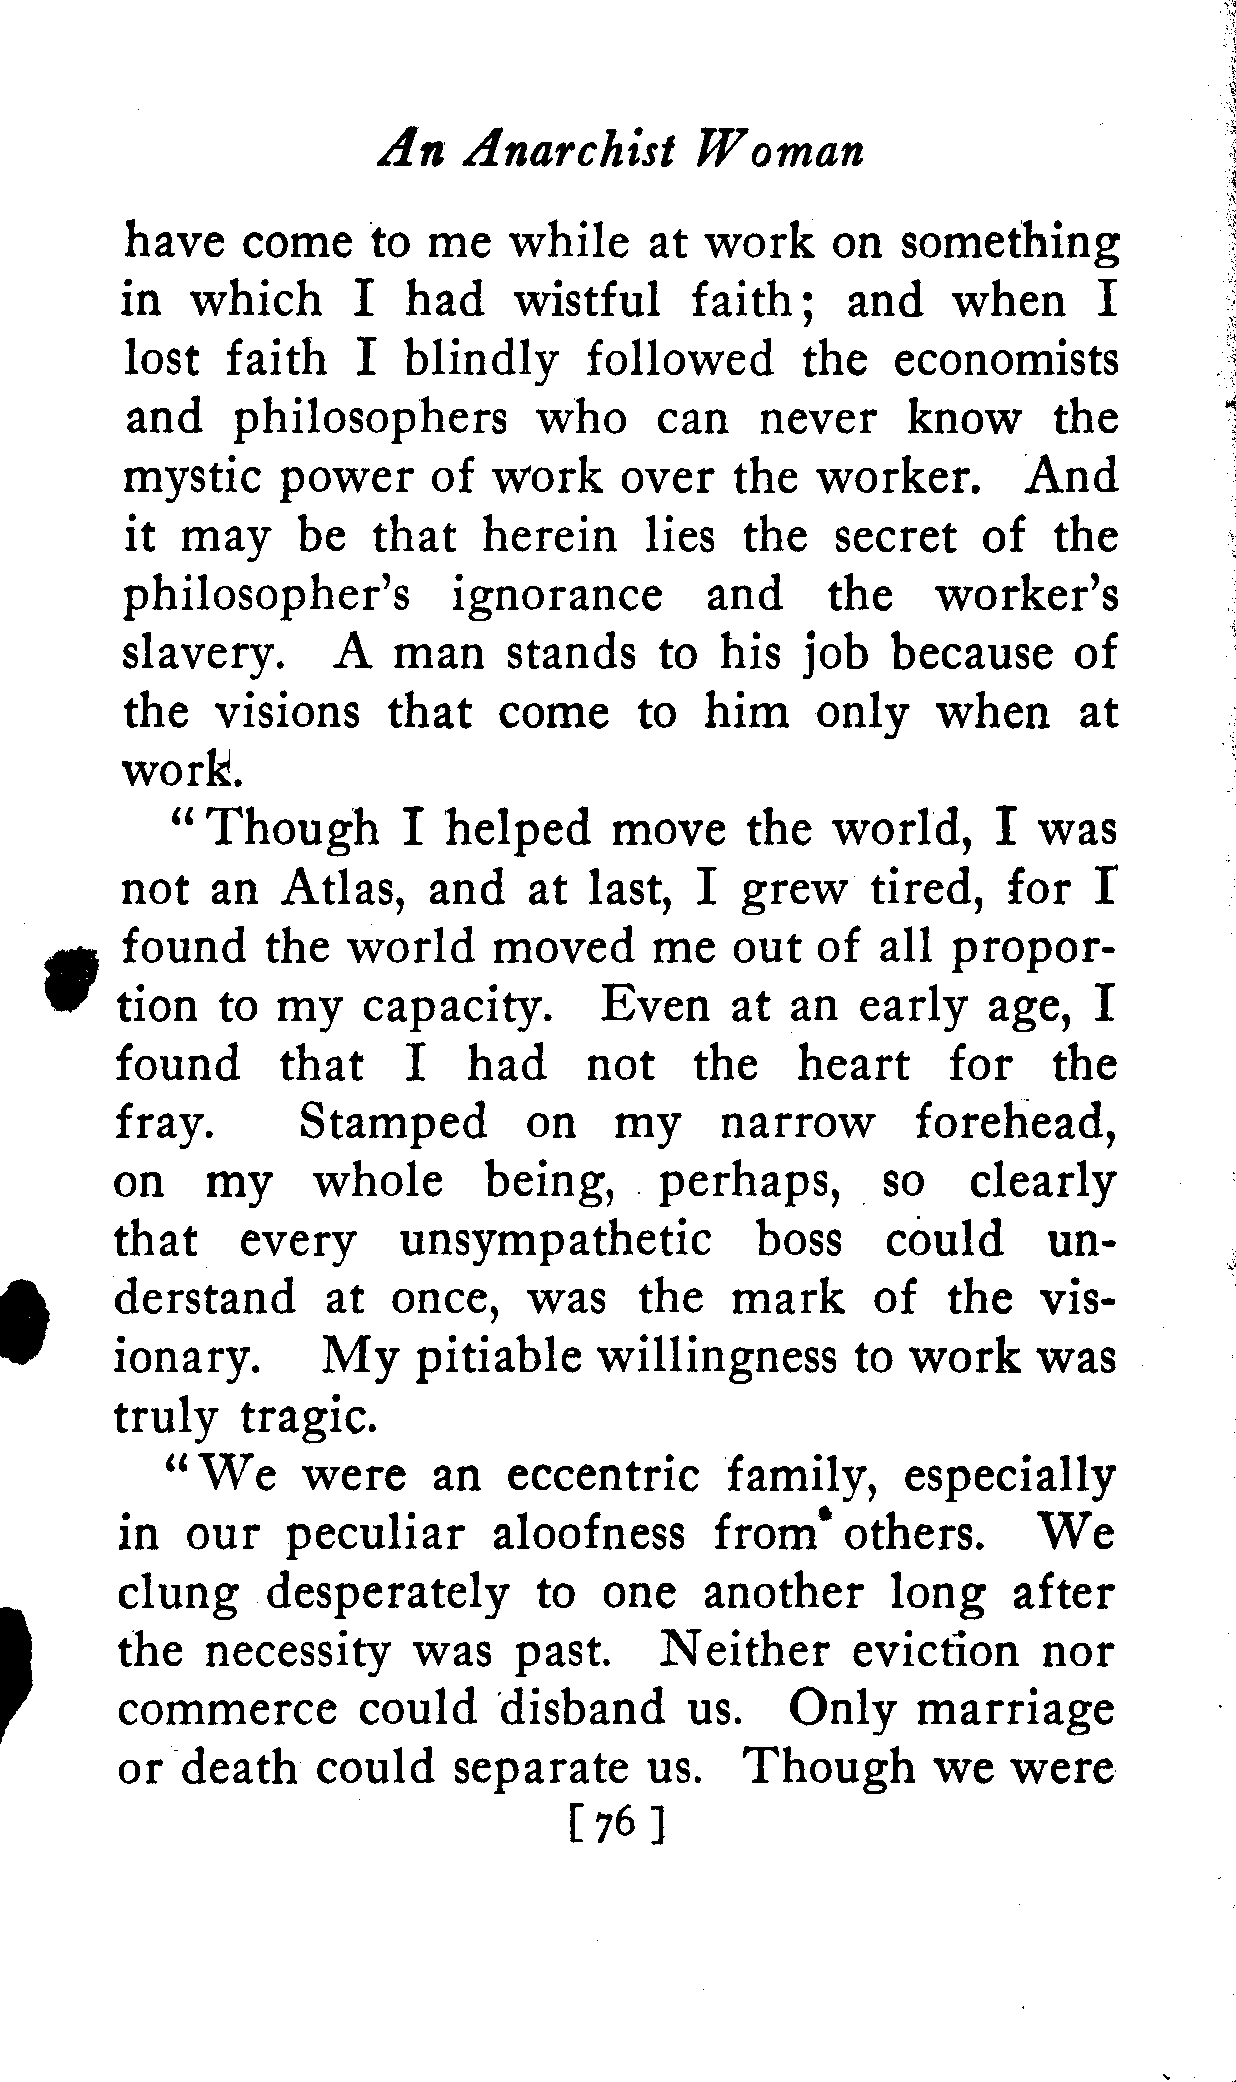 An Anarchist Woman
have come to me while at work on something
in which I had wistful faith; and when I
lost faith I blindly followed the economists
and philosophers who can never know the
mystic power of work over the worker. And
it may be that herein lies the secret of the
philosopher's ignorance and the worker's
slavery. A man stands to his job because of
the visions that come to him only when at
work.
“Though I helped move the world, I was
not an Atlas, and at last, I grew tired, for I
found the world moved me out of all propor-
tion to my capacity. Even at an early age, I
found that I had not the heart for the
fray. Stamped on my narrow forehead,
on my whole being, perhaps, so clearly
that every unsympathetic boss could un-
derstand at once, was the mark of the vis-
ionary. My pitiable willingness to work was
truly tragic.
“We were an eccentric family, especially
in our peculiar aloofness from others. We
clung desperately to one another long after
the necessity was past. Neither eviction nor
commerce could disband us. Only marriage
or death could separate us. Though we were
[ 76 ]